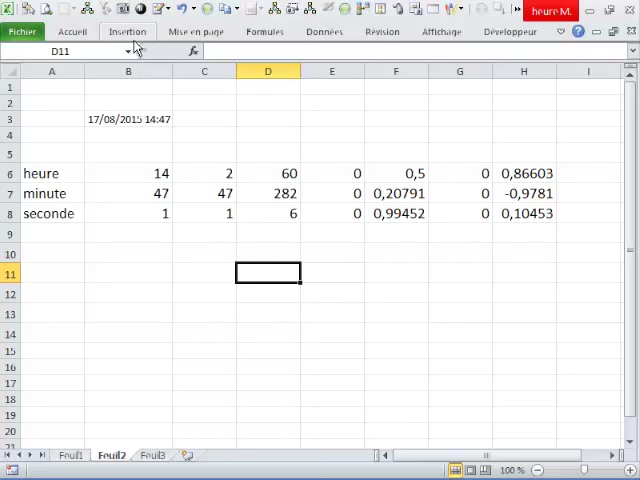 heure M.
Fichier Accueil Insertion Mise en page Formules Données Révision Affichage Développeur
D11 fx
A B C D E F G H I
1
2
3 17/08/2015 14:47
4
5
6 heure 14 2 60 0 0,5 0 0,86603
7 minute 47 47 282 0 0,20791 0 -0,9781
8 seconde 1 1 6 0 0,99452 0 0,10453
9
10
11
12
13
14
15
16
17
18
19
20
21
Feuil1 Feuil2 Feuil3
100 %